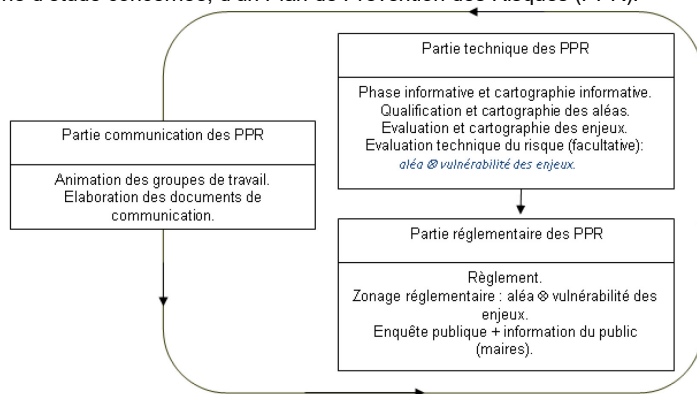 d'étude concernés, d'un Plan de Prévention des Risques (PPR).
Partie technique des PPR
Phase informative et cartographie informative.
Qualification et cartographie des aléas.
Evaluation et cartographie des enjeux.
Evaluation technique du risque (facultative):
aléa ⊗ vulnérabilité des enjeux.
Partie communication des PPR
Animation des groupes de travail.
Elaboration des documents de
communication.
Partie réglementaire des PPR
Règlement.
Zonage réglementaire : aléa ⊗ vulnérabilité des
enjeux.
Enquête publique + information du public
(maires).